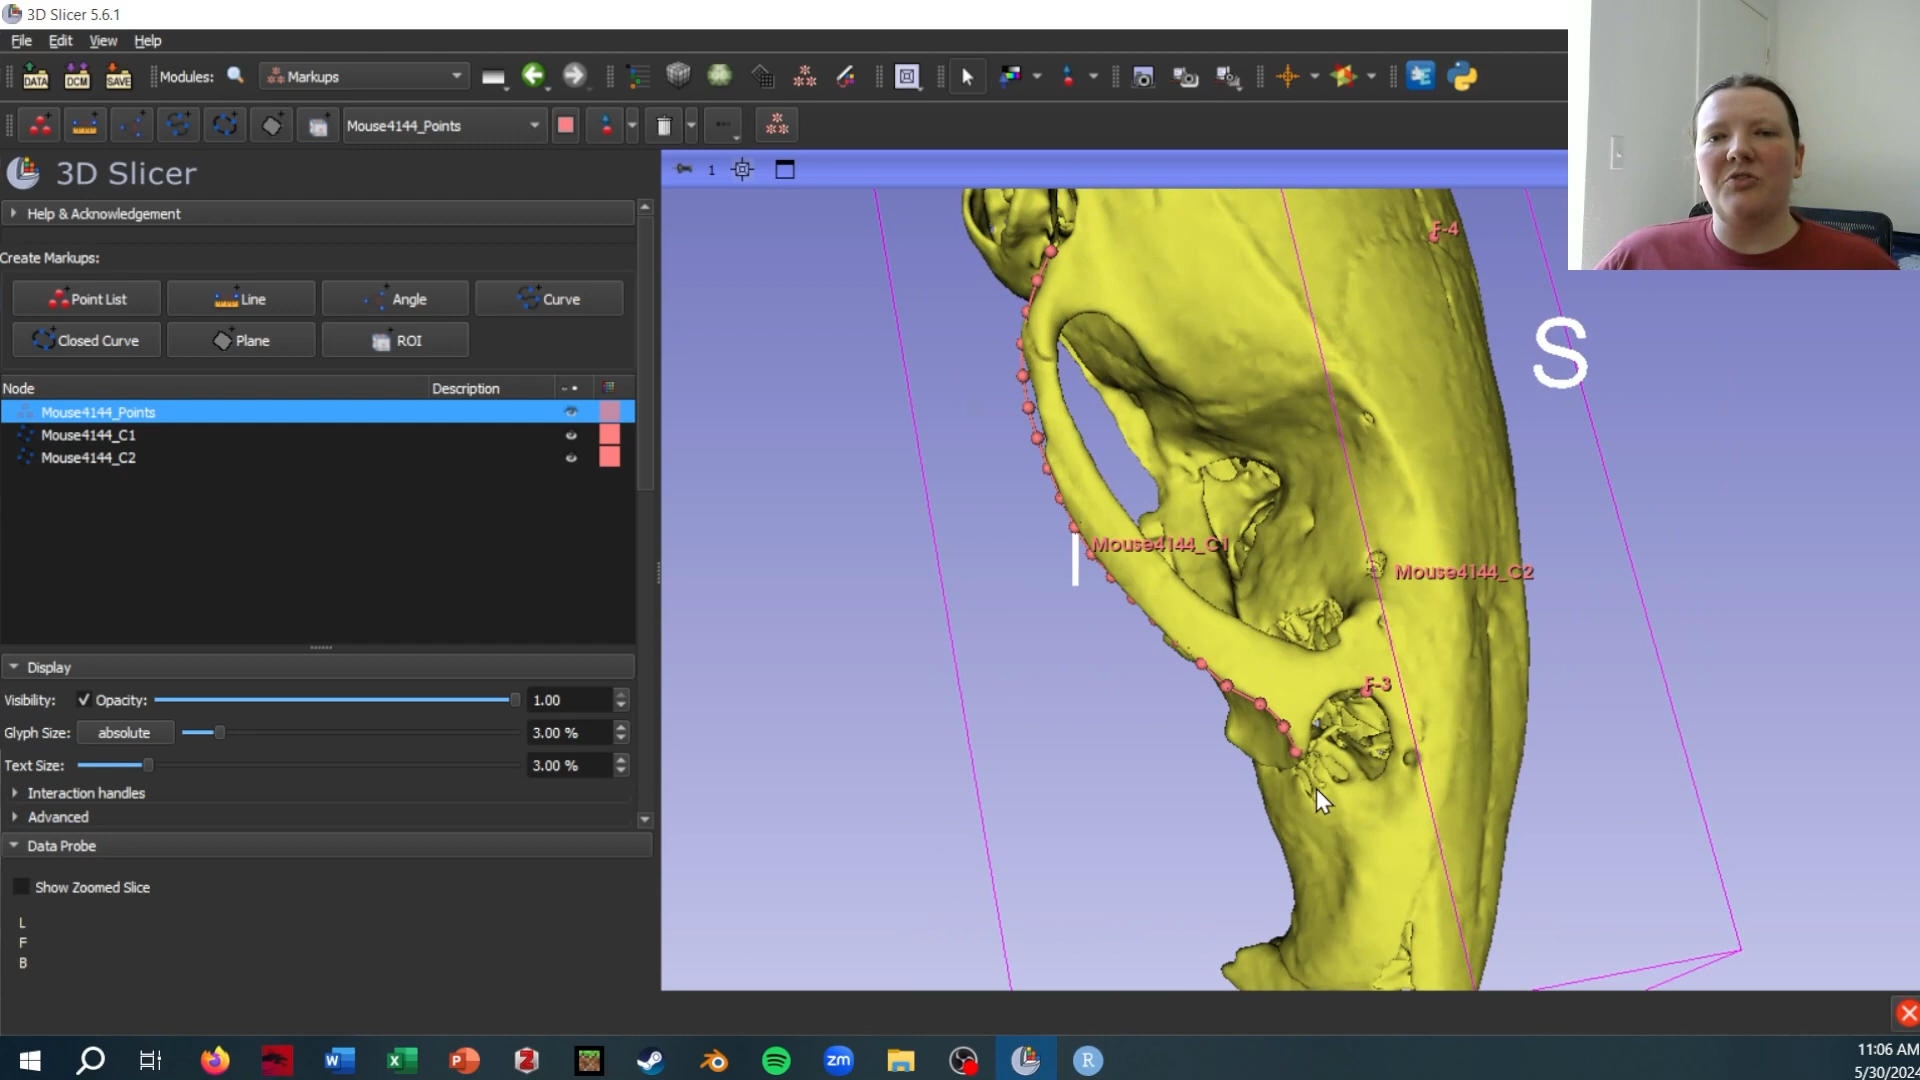 3D Slicer 5.6.1
File Edit View Help
DATA DCM SAVE Modules: Markups
Mouse4144_Points
3D Slicer
1
Help & Acknowledgement
Create Markups:
Point List Line Angle Curve
Closed Curve Plane ROI
Node Description
Mouse4144_Points
Mouse4144_C1
Mouse4144_C2
Display
Visibility: Opacity: 1.00
Glyph Size: absolute 3.00 %
Text Size: 3.00 %
Interaction handles
Advanced
Data Probe
Show Zoomed Slice
L
F
B
F-4
S
I
Mouse4144_C1
Mouse4144_C2
F-3
W X P Z zm R
11:06 AM
5/30/2024